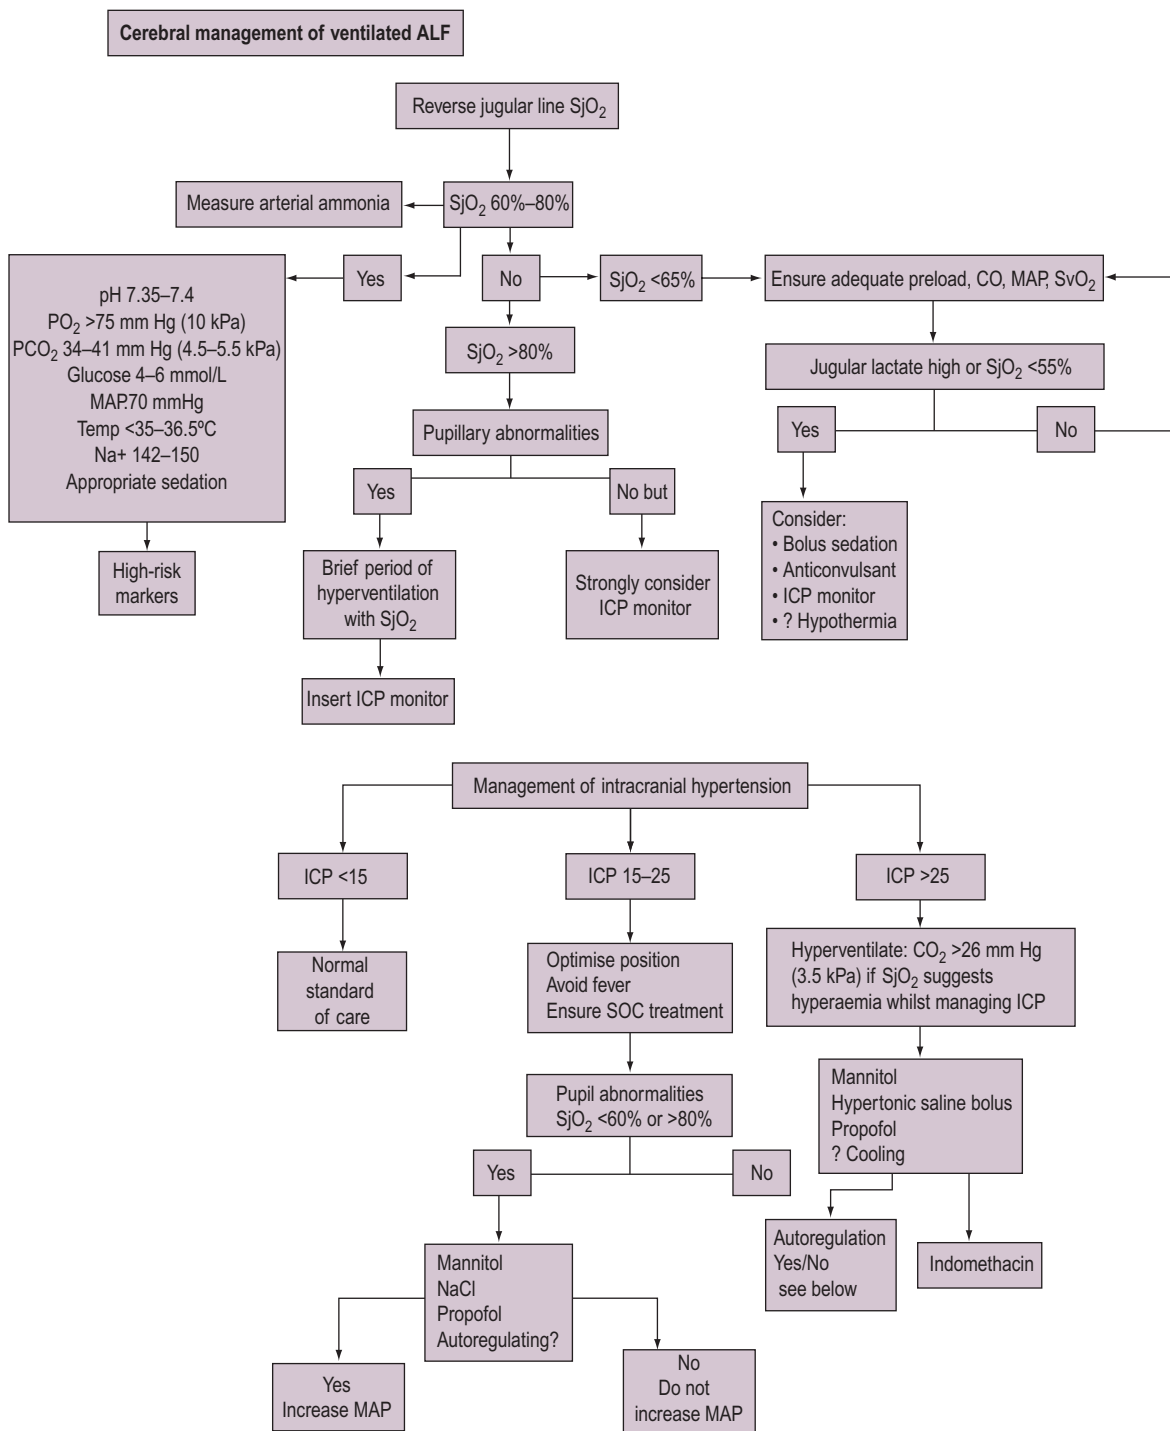 Cerebral management of ventilated ALF
Reverse jugular line SjO₂
Measure arterial ammonia
SjO₂ 60%–80%
Yes
No
SjO₂ <65%
Ensure adequate preload, CO, MAP, SvO₂
pH 7.35–7.4
PO₂ >75 mm Hg (10 kPa)
PCO₂ 34–41 mm Hg (4.5–5.5 kPa)
Glucose 4–6 mmol/L
MAP.70 mmHg
Temp <35–36.5ºC
Na+ 142–150
Appropriate sedation
High-risk
markers
SjO₂ >80%
Pupillary abnormalities
Yes
No but
Brief period of
hyperventilation
with SjO₂
Insert ICP monitor
Strongly consider
ICP monitor
Jugular lactate high or SjO₂ <55%
Yes
No
Consider:
• Bolus sedation
• Anticonvulsant
• ICP monitor
• ? Hypothermia
Management of intracranial hypertension
ICP <15
ICP 15–25
ICP >25
Normal
standard
of care
Optimise position
Avoid fever
Ensure SOC treatment
Hyperventilate: CO₂ >26 mm Hg
(3.5 kPa) if SjO₂ suggests
hyperaemia whilst managing ICP
Pupil abnormalities
SjO₂ <60% or >80%
Yes
No
Mannitol
Hypertonic saline bolus
Propofol
? Cooling
Mannitol
NaCl
Propofol
Autoregulating?
Autoregulation
Yes/No
see below
Indomethacin
Yes
Increase MAP
No
Do not
increase MAP